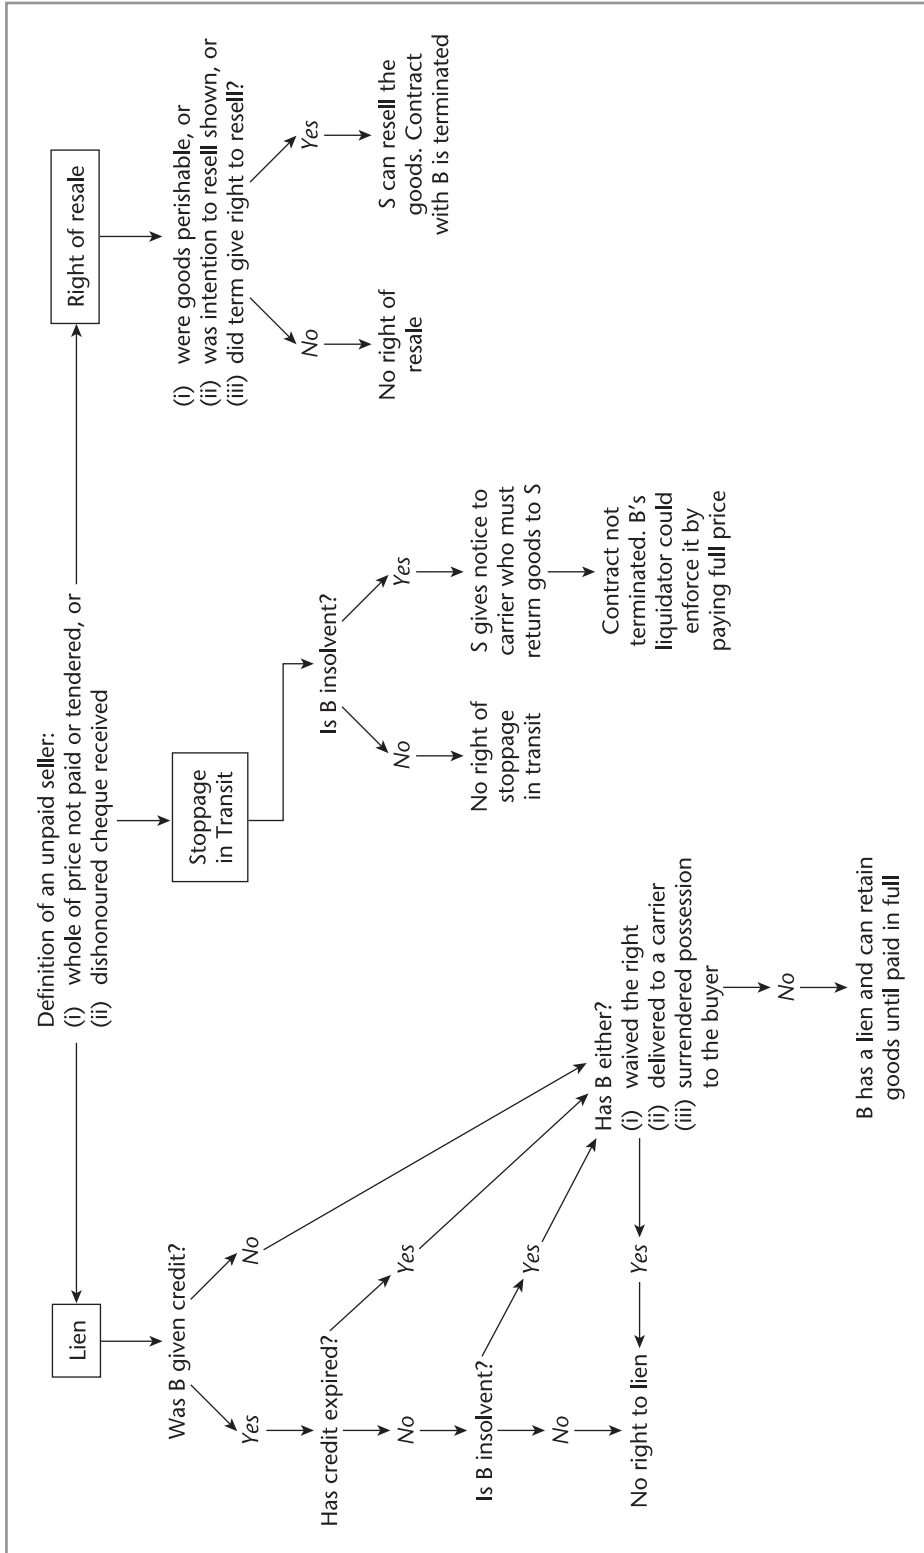 Definition of an unpaid seller:
(i) whole of price not paid or tendered, or
(ii) dishonoured cheque received
Lien
Was B given credit?
Yes
No
Has credit expired?
No
Yes
Is B insolvent?
No
Yes
No right to lien
Yes
Has B either?
(i) waived the right
(ii) delivered to a carrier
(iii) surrendered possession
to the buyer
No
B has a lien and can retain
goods until paid in full
Stoppage
in Transit
Is B insolvent?
No
Yes
No right of
stoppage
in transit
S gives notice to
carrier who must
return goods to S
Contract not
terminated. B's
liquidator could
enforce it by
paying full price
Right of resale
(i) were goods perishable, or
(ii) was intention to resell shown, or
(iii) did term give right to resell?
No
Yes
No right of
resale
S can resell the
goods. Contract
with B is terminated